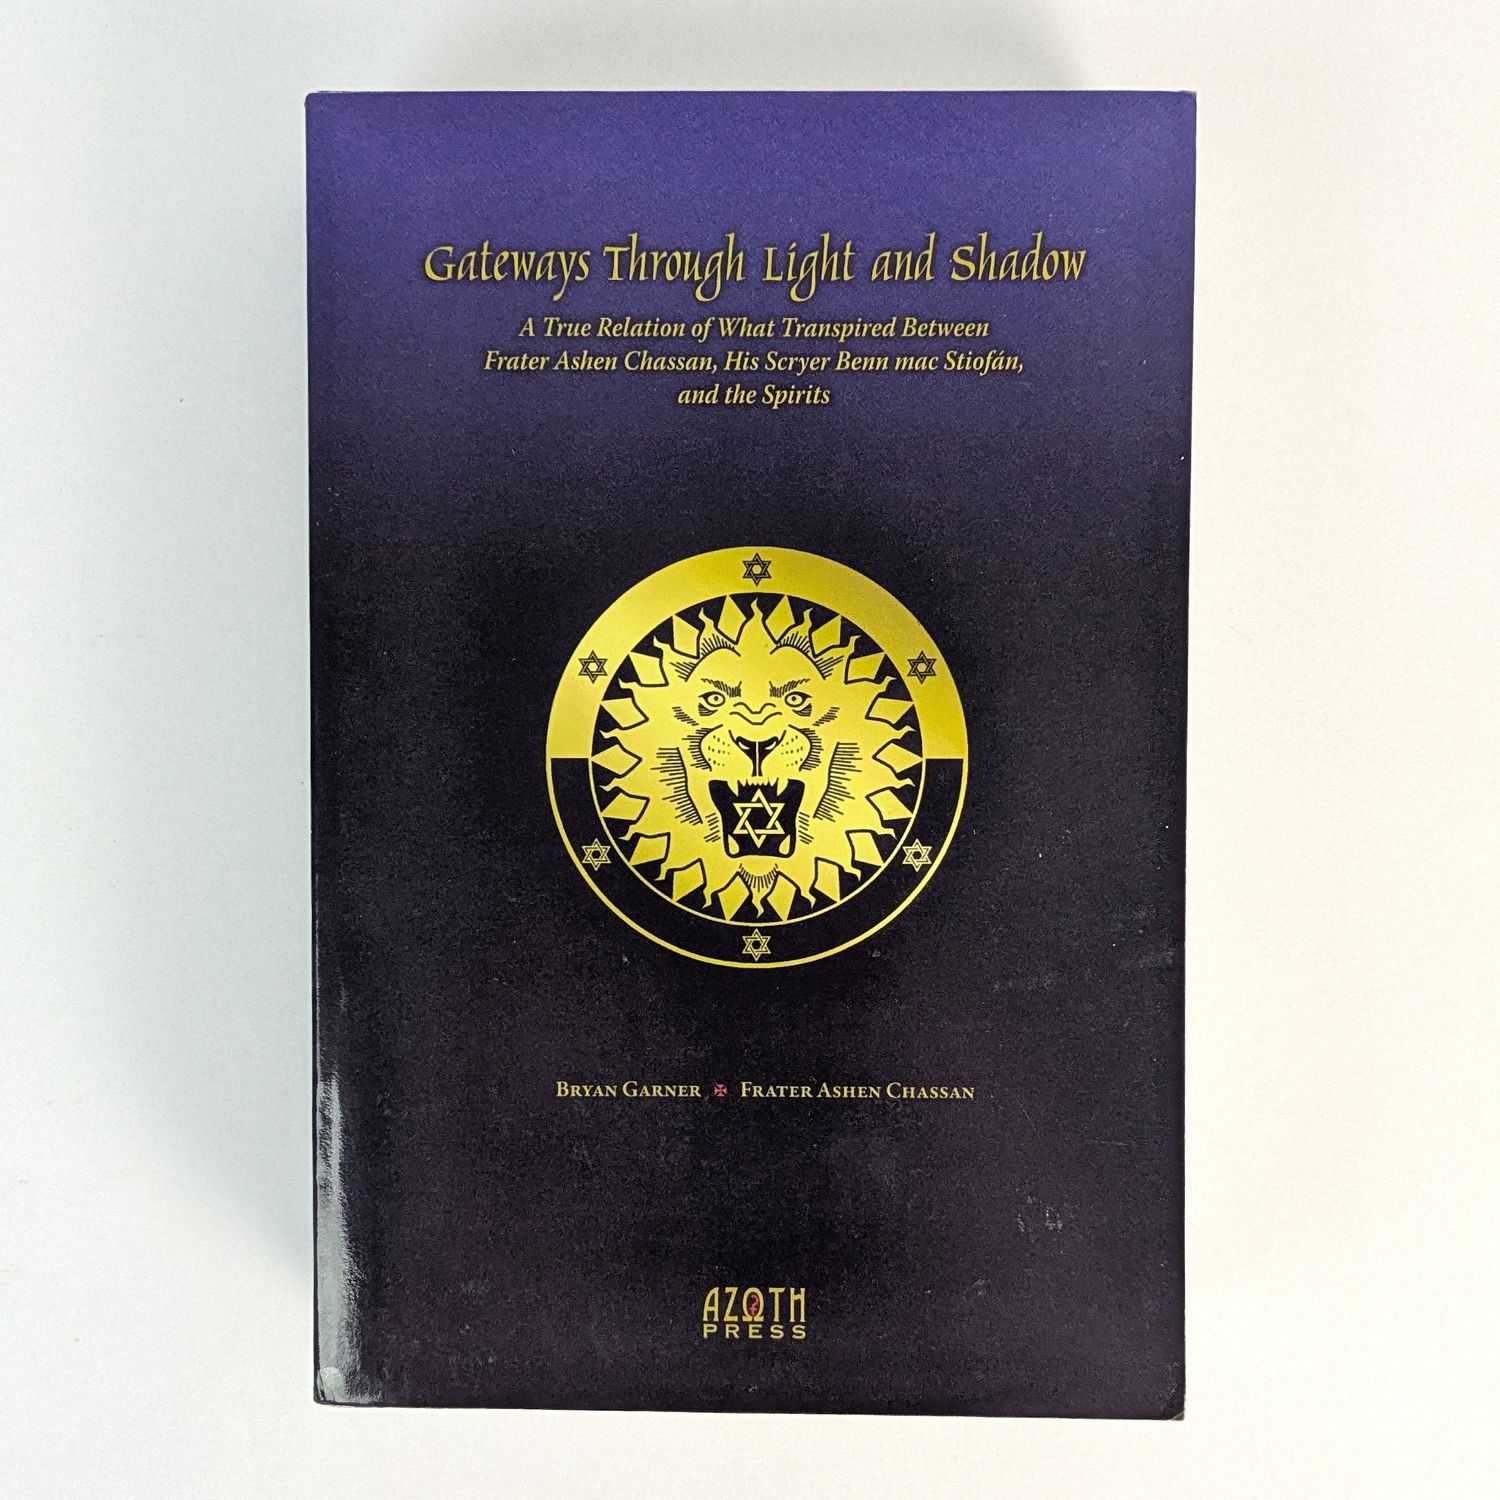 Gateways Through Light and Shadow
A True Relation of What Transpired Between
Frater Ashen Chassan, His Scryer Benn mac Stiofán,
and the Spirits
BRYAN GARNER ✠ FRATER ASHEN CHASSAN
AZOTH
PRESS